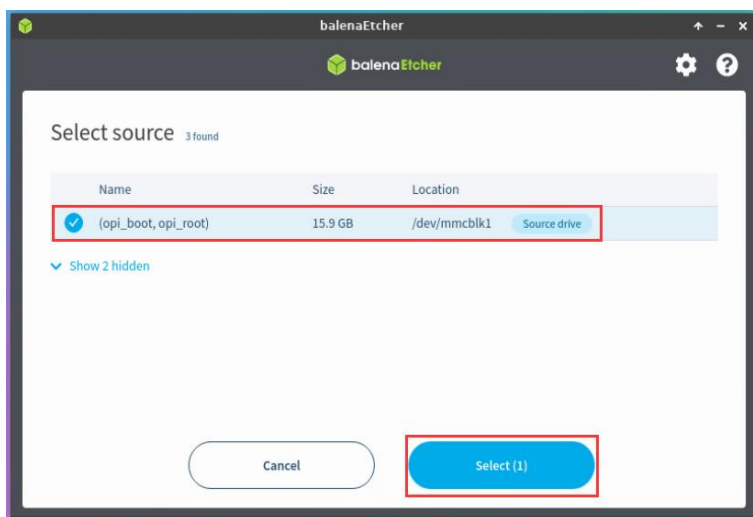 balenaEtcher
balenaEtcher
Select source 3 found
Name Size Location
(opi_boot, opi_root) 15.9 GB /dev/mmcblk1 Source drive
Show 2 hidden
Cancel Select (1)